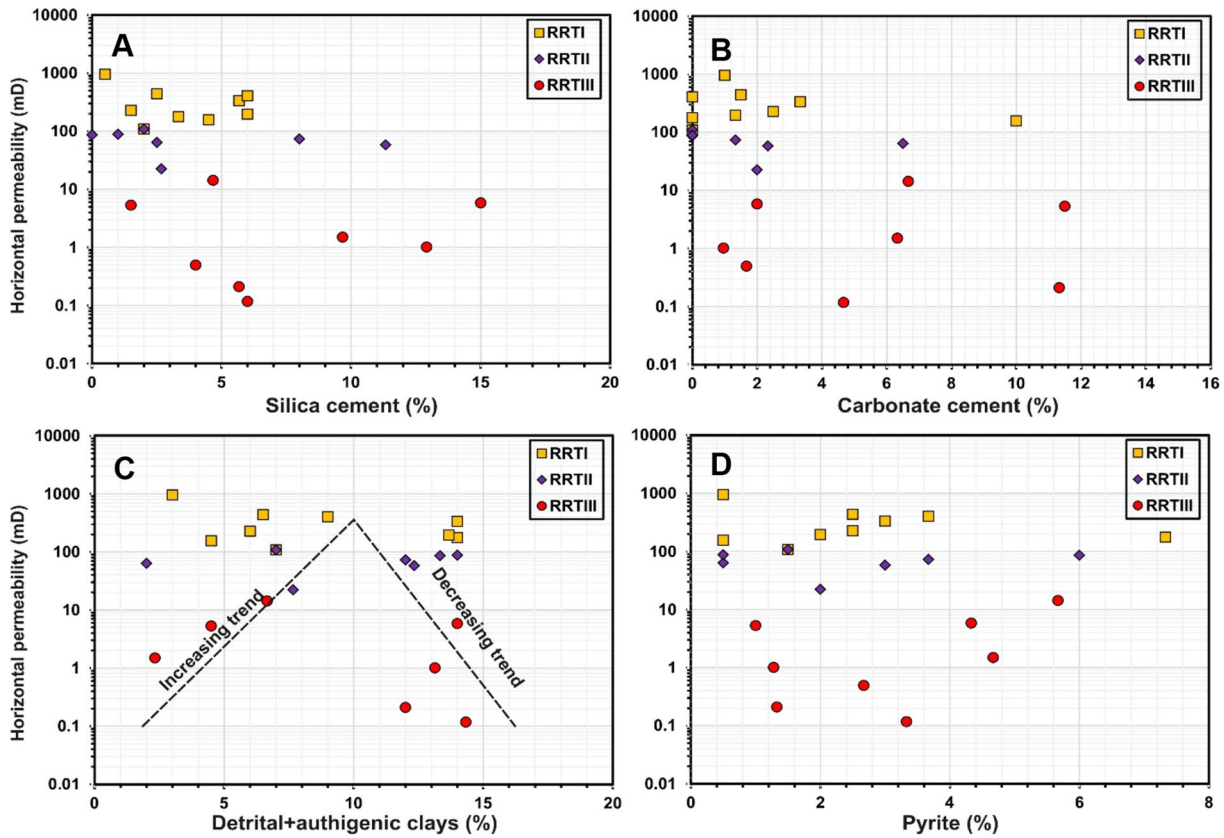 A
RRTI
RRTII
RRTIII
Horizontal permeability (mD)
10000
1000
100
10
1
0.1
0.01
0 5 10 15 20
Silica cement (%)
B
RRTI
RRTII
RRTIII
10000
1000
100
10
1
0.1
0.01
0 2 4 6 8 10 12 14 16
Carbonate cement (%)
C
RRTI
RRTII
RRTIII
Horizontal permeability (mD)
10000
1000
100
10
1
0.1
0.01
Increasing trend
Decreasing trend
0 5 10 15 20
Detrital+authigenic clays (%)
D
RRTI
RRTII
RRTIII
10000
1000
100
10
1
0.1
0.01
0 2 4 6 8
Pyrite (%)